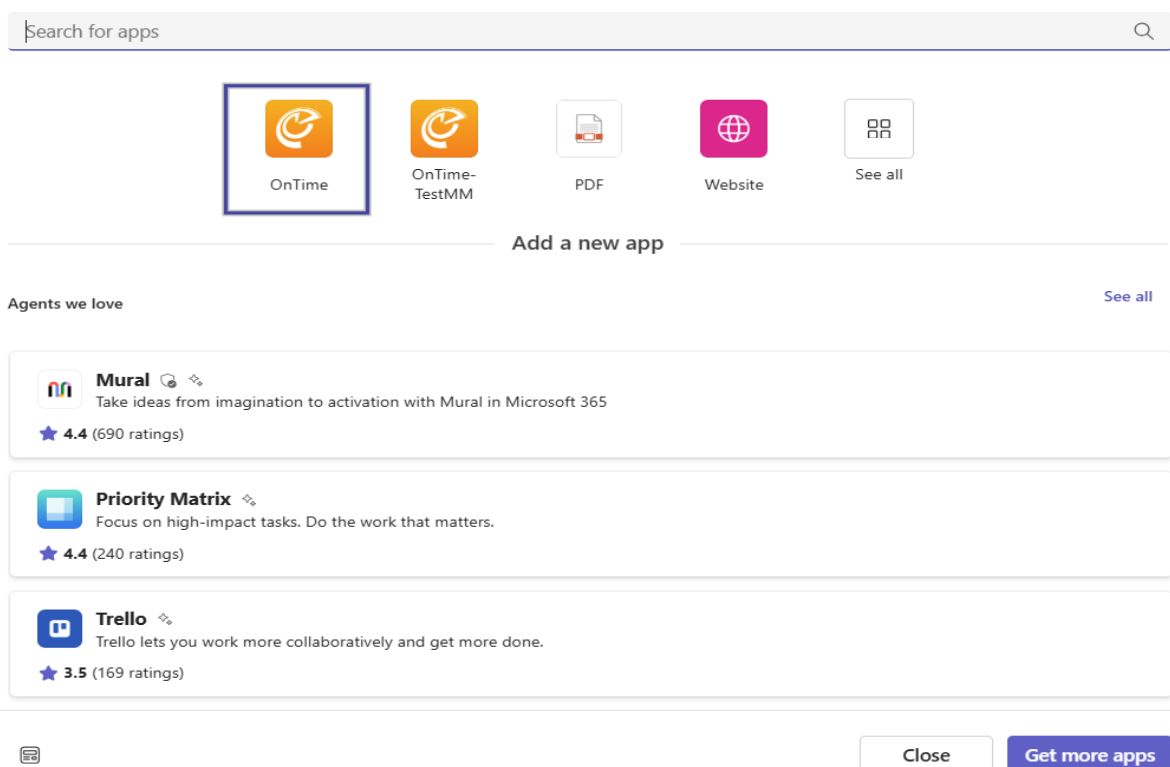 Search for apps
OnTime
OnTime-
TestMM
PDF
Website
See all
Add a new app
Agents we love
See all
Mural
Take ideas from imagination to activation with Mural in Microsoft 365
4.4 (690 ratings)
Priority Matrix
Focus on high-impact tasks. Do the work that matters.
4.4 (240 ratings)
Trello
Trello lets you work more collaboratively and get more done.
3.5 (169 ratings)
Close
Get more apps